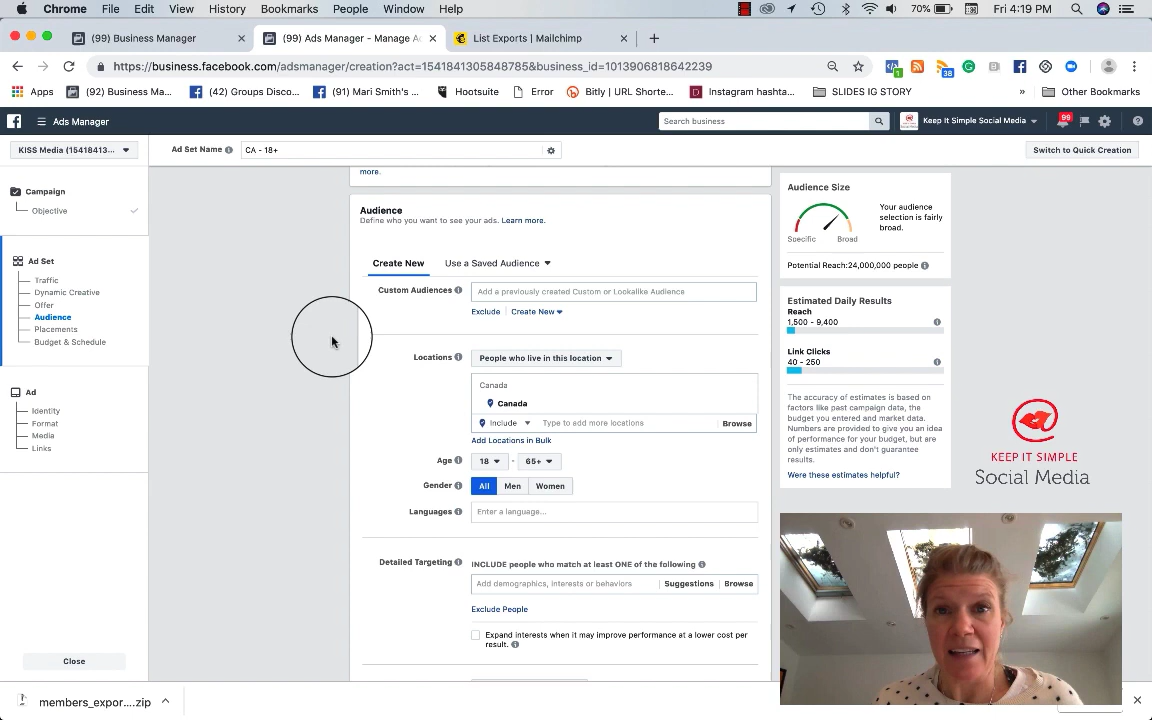 Chrome File Edit View History Bookmarks People Window Help 70% Fri 4:19 PM
(99) Business Manager
(99) Ads Manager - Manage Ad
List Exports | Mailchimp
https://business.facebook.com/adsmanager/creation?act=1541841305848785&business_id=1013906818642239
1
38
Apps (92) Business Ma... (42) Groups Disco... (91) Mari Smith's ... Hootsuite Error Bitly | URL Shorte... Instagram hashta... SLIDES IG STORY » Other Bookmarks
Ads Manager
Search business
Keep It Simple Social Media
99
KISS Media (15418413...
Ad Set Name
CA - 18+
Switch to Quick Creation
Campaign
Objective
Ad Set
Traffic
Dynamic Creative
Offer
Audience
Placements
Budget & Schedule
Ad
Identity
Format
Media
Links
Close
more.
Audience
Define who you want to see your ads. Learn more.
Create New Use a Saved Audience
Custom Audiences
Add a previously created Custom or Lookalike Audience
Exclude | Create New
Locations
People who live in this location
Canada
Canada
Include Type to add more locations Browse
Add Locations in Bulk
Age 18 - 65+
Gender All Men Women
Languages Enter a language...
Detailed Targeting
INCLUDE people who match at least ONE of the following
Add demographics, interests or behaviors Suggestions Browse
Exclude People
Expand interests when it may improve performance at a lower cost per
result.
Audience Size
Your audience
selection is fairly
broad.
Specific Broad
Potential Reach:24,000,000 people
Estimated Daily Results
Reach
1,500 - 9,400
Link Clicks
40 - 250
The accuracy of estimates is based on
factors like past campaign data, the
budget you entered and market data.
Numbers are provided to give you an
idea of performance for your budget, but are
only estimates and don't guarantee
results.
Were these estimates helpful?
KEEP IT SIMPLE
Social Media
members_expor....zip